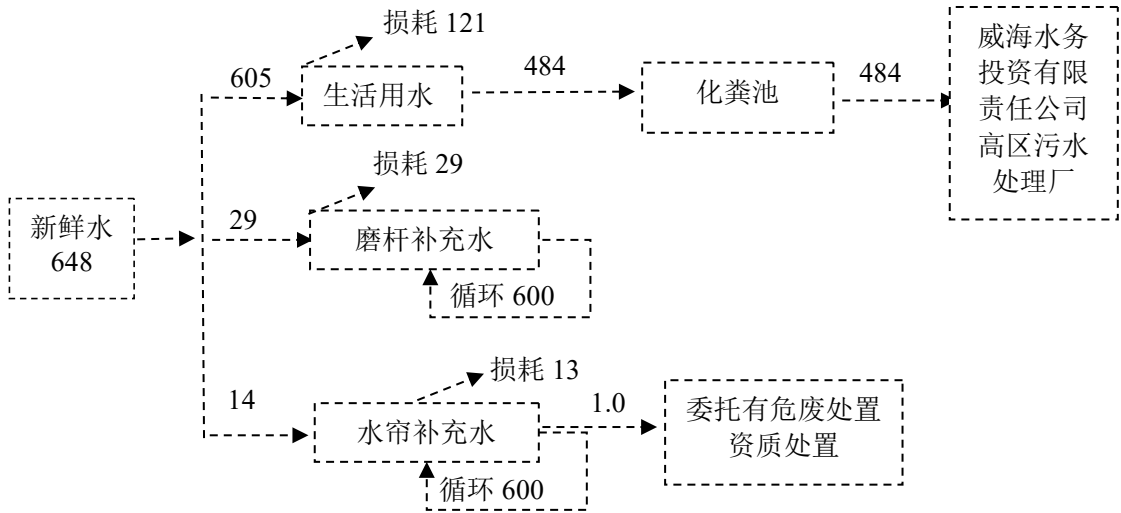 损耗 121
605
生活用水
484
化粪池
484
威海水务
投资有限
责任公司
高区污水
处理厂
损耗 29
新鲜水
648
29
磨杆补充水
循环 600
损耗 13
14
水帘补充水
1.0
委托有危废处置
资质处置
循环 600